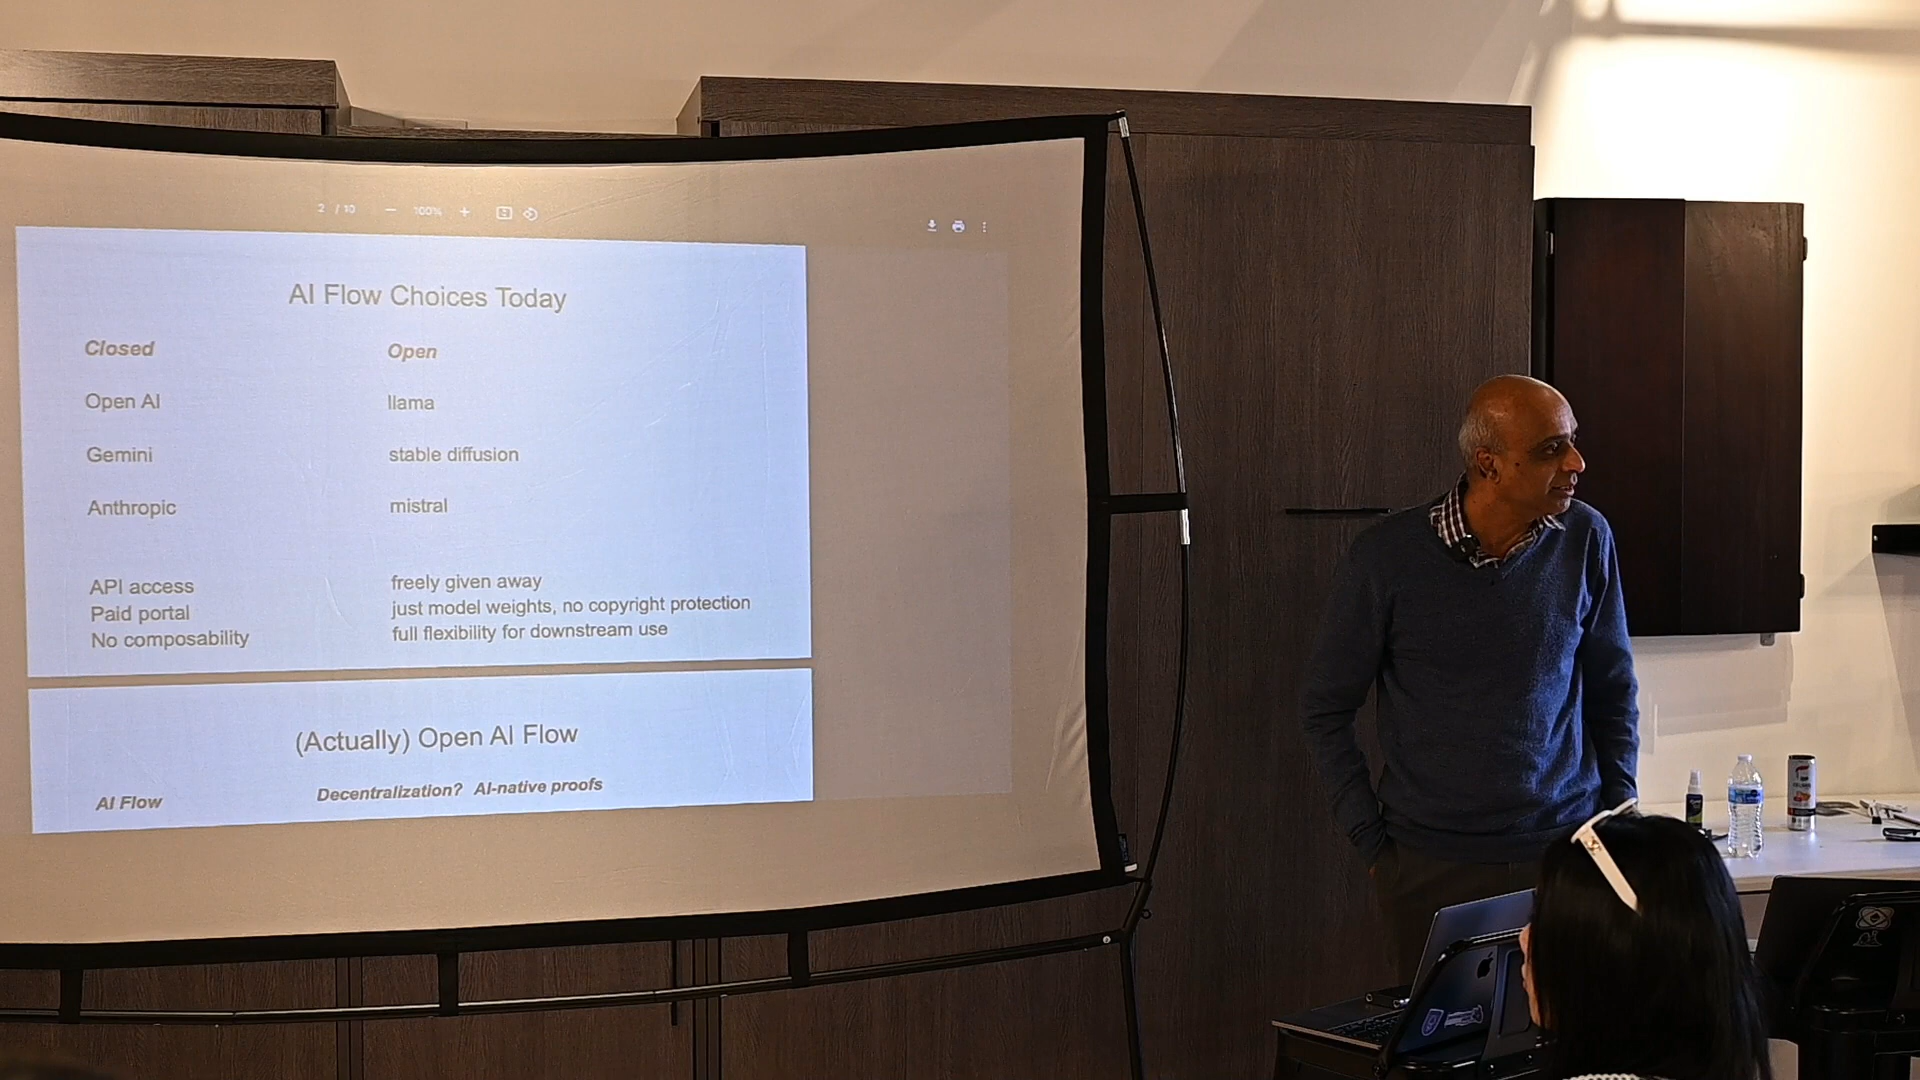 2 / 10 — 100% +
AI Flow Choices Today
Closed Open
Open AI llama
Gemini stable diffusion
Anthropic mistral
API access freely given away
Paid portal just model weights, no copyright protection
No composability full flexibility for downstream use
(Actually) Open AI Flow
AI Flow Decentralization? AI-native proofs